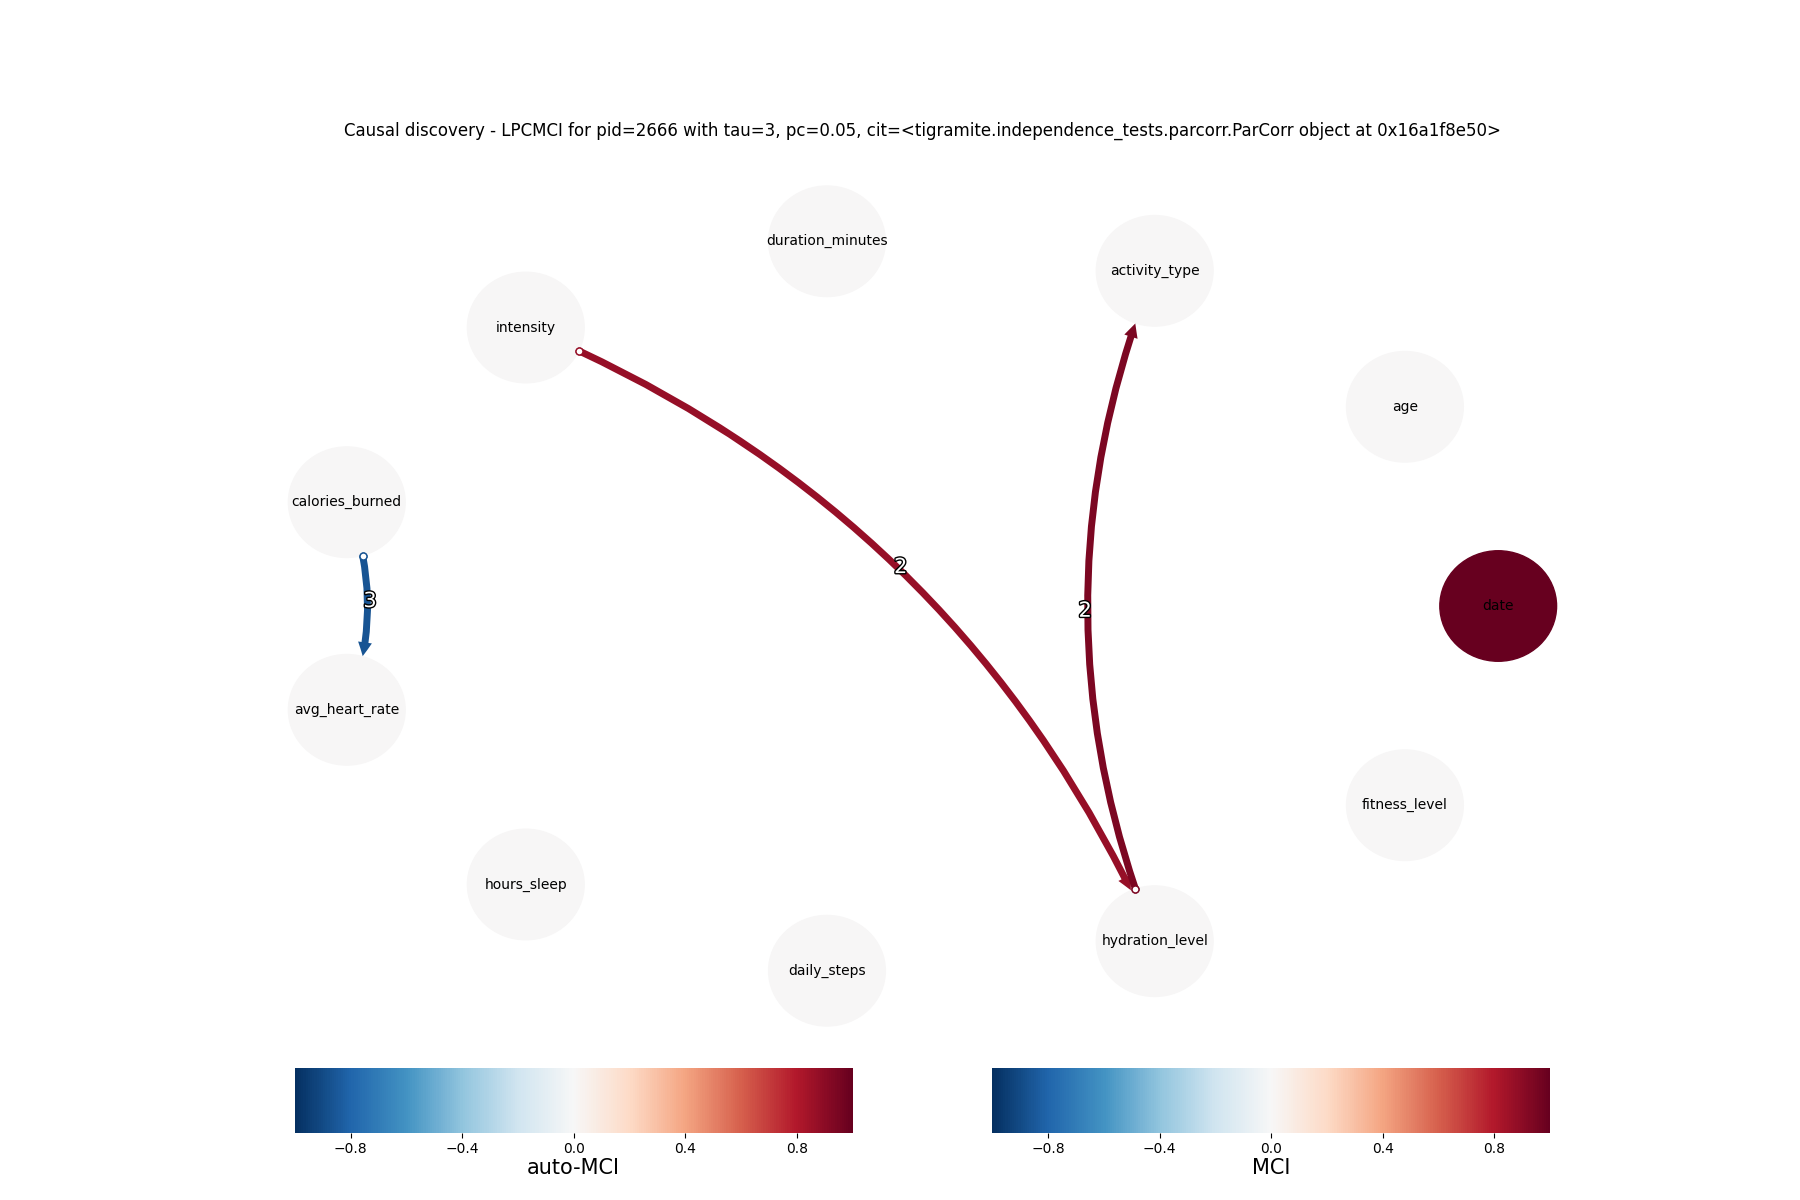 Causal discovery - LPCMCI for pid=2666 with tau=3, pc=0.05, cit=<tigramite.independence_tests.parcorr.ParCorr object at 0x16a1f8e50>
duration_minutes
activity_type
intensity
age
calories_burned
2
3
2
date
avg_heart_rate
fitness_level
hours_sleep
hydration_level
daily_steps
−0.8 −0.4 0.0 0.4 0.8
auto-MCI
−0.8 −0.4 0.0 0.4 0.8
MCI